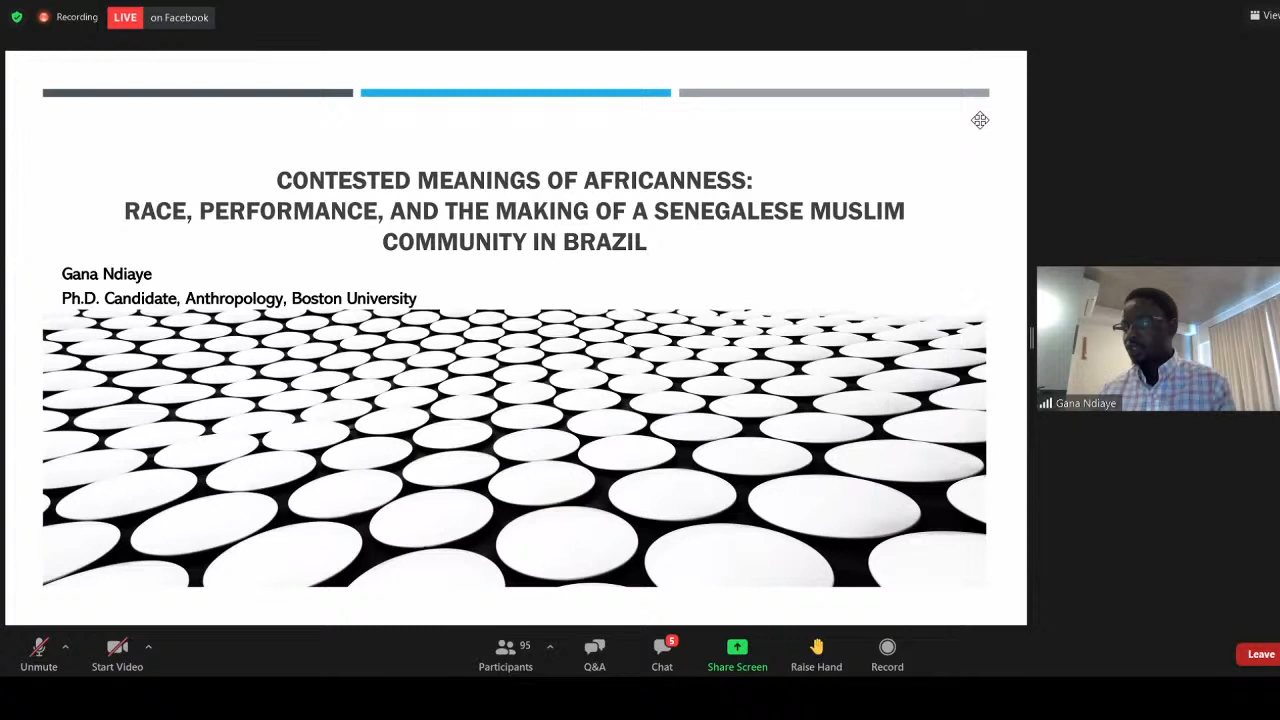 Recording
LIVE on Facebook
View
CONTESTED MEANINGS OF AFRICANNESS:
RACE, PERFORMANCE, AND THE MAKING OF A SENEGALESE MUSLIM
COMMUNITY IN BRAZIL
Gana Ndiaye
Ph.D. Candidate, Anthropology, Boston University
Gana Ndiaye
95
5
Unmute
Start Video
Participants
Q&A
Chat
Share Screen
Raise Hand
Record
Leave